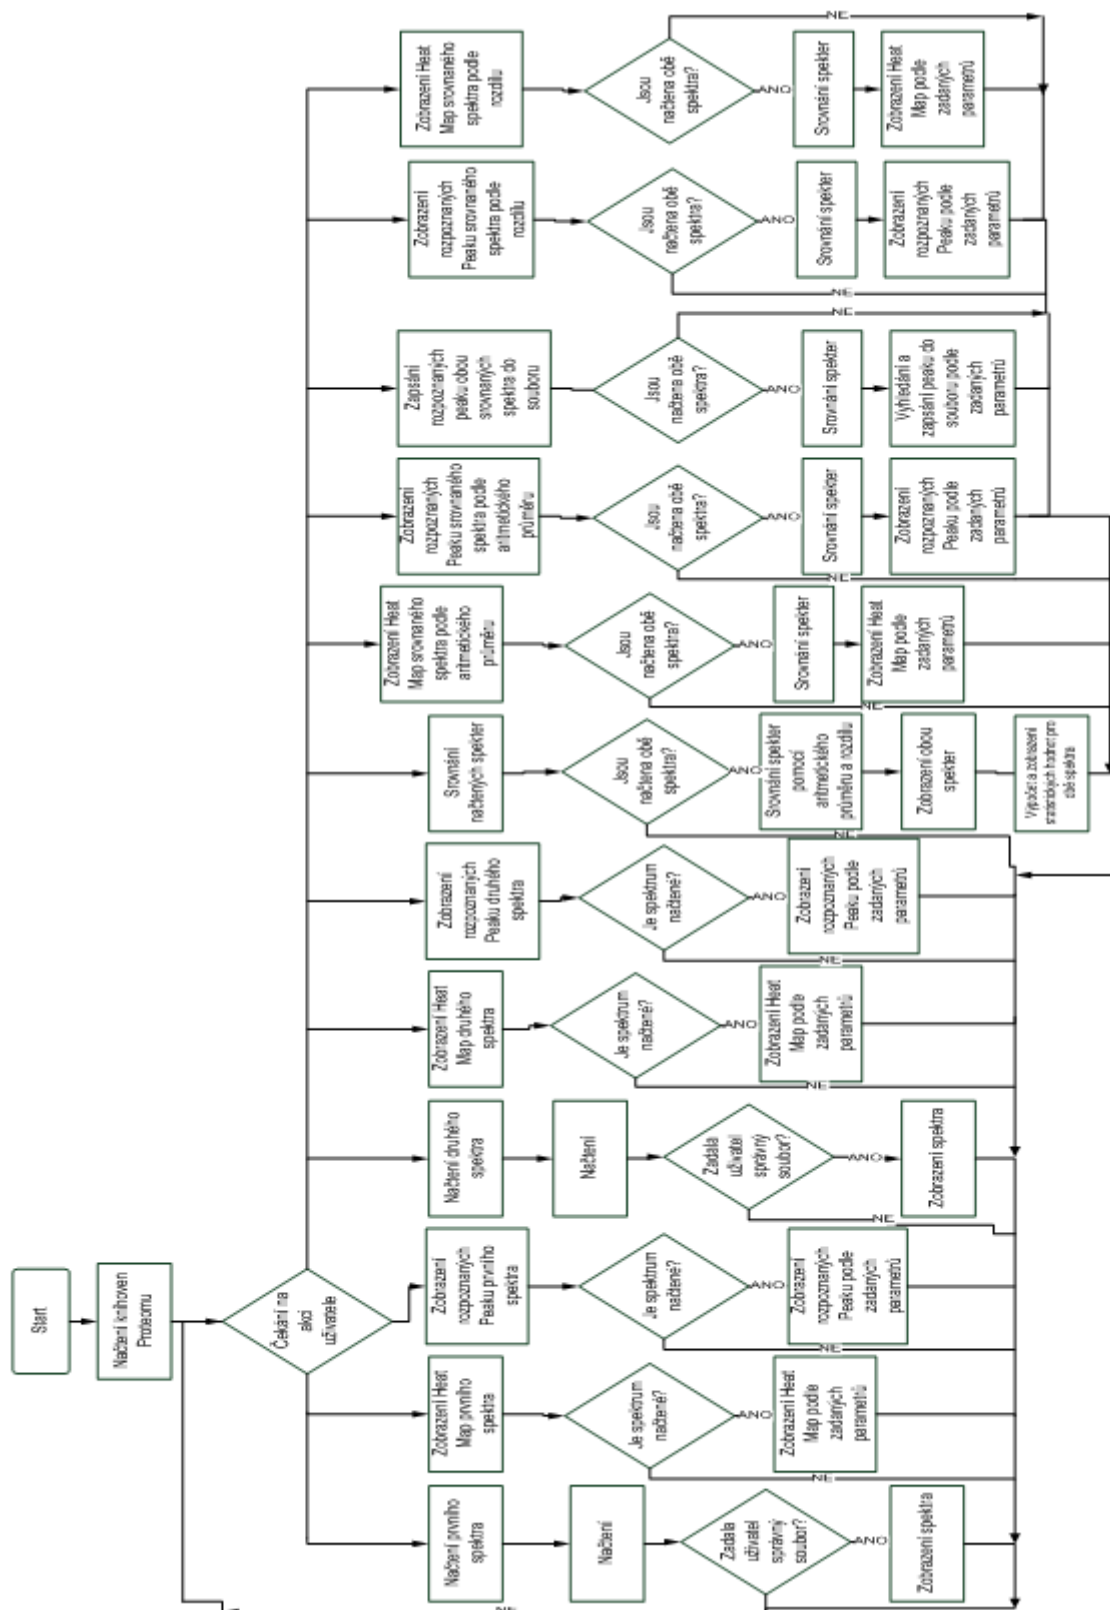 Start
Načtení knihoven
Proteomu
Čekání na
akci
uživatele
Načtení prvního
spektra
Načtení
Zadala
uživatel
správný
soubor?
ANO
NE
Zobrazení spektra
Zobrazení Heat
Map prvního
spektra
Je spektrum
načtené?
ANO
NE
Zobrazení Heat
Map podle
zadaných
parametrů
Zobrazení
rozpoznaných
Peaku prvního
spektra
Je spektrum
načtené?
ANO
NE
Zobrazení
rozpoznaných
Peaku podle
zadaných
parametrů
Načtení druhého
spektra
Načtení
Zadala
uživatel
správný
soubor?
ANO
NE
Zobrazení spektra
Zobrazení Heat
Map druhého
spektra
Je spektrum
načtené?
ANO
NE
Zobrazení Heat
Map podle
zadaných
parametrů
Zobrazení
rozpoznaných
Peaku druhého
spektra
Je spektrum
načtené?
ANO
NE
Zobrazení
rozpoznaných
Peaku podle
zadaných
parametrů
Srovnání
načtených spekter
Jsou
načtena obě
spektra?
ANO
NE
Srovnání spekter
pomocí
aritmetického
průměru a rozdílu
Zobrazení obou
spekter
Výpočet a zobrazení
statistických hodnot pro
obě spektra
Zobrazení Heat
Map srovnaného
spektra podle
aritmetického
průměru
Jsou
načtena obě
spektra?
ANO
NE
Srovnání spekter
Zobrazení Heat
Map podle
zadaných
parametrů
Zobrazení
rozpoznaných
Peaku srovnaného
spektra podle
aritmetického
průměru
Jsou
načtena obě
spektra?
ANO
NE
Srovnání spekter
Zobrazení
rozpoznaných
Peaku podle
zadaných
parametrů
Zapsání
rozpoznaných
peaku obou
srovnaných
spektra do
souboru
Jsou
načtena obě
spektra?
ANO
NE
Srovnání spekter
Vyhledání a
zapsání peaku do
souboru podle
zadaných
parametrů
Zobrazení
rozpoznaných
Peaku srovnaného
spektra podle
rozdílu
Jsou
načtena obě
spektra?
ANO
NE
Srovnání spekter
Zobrazení
rozpoznaných
Peaku podle
zadaných
parametrů
Zobrazení Heat
Map srovnaného
spektra podle
rozdílu
Jsou
načtena obě
spektra?
ANO
NE
Srovnání spekter
Zobrazení Heat
Map podle
zadaných
parametrů